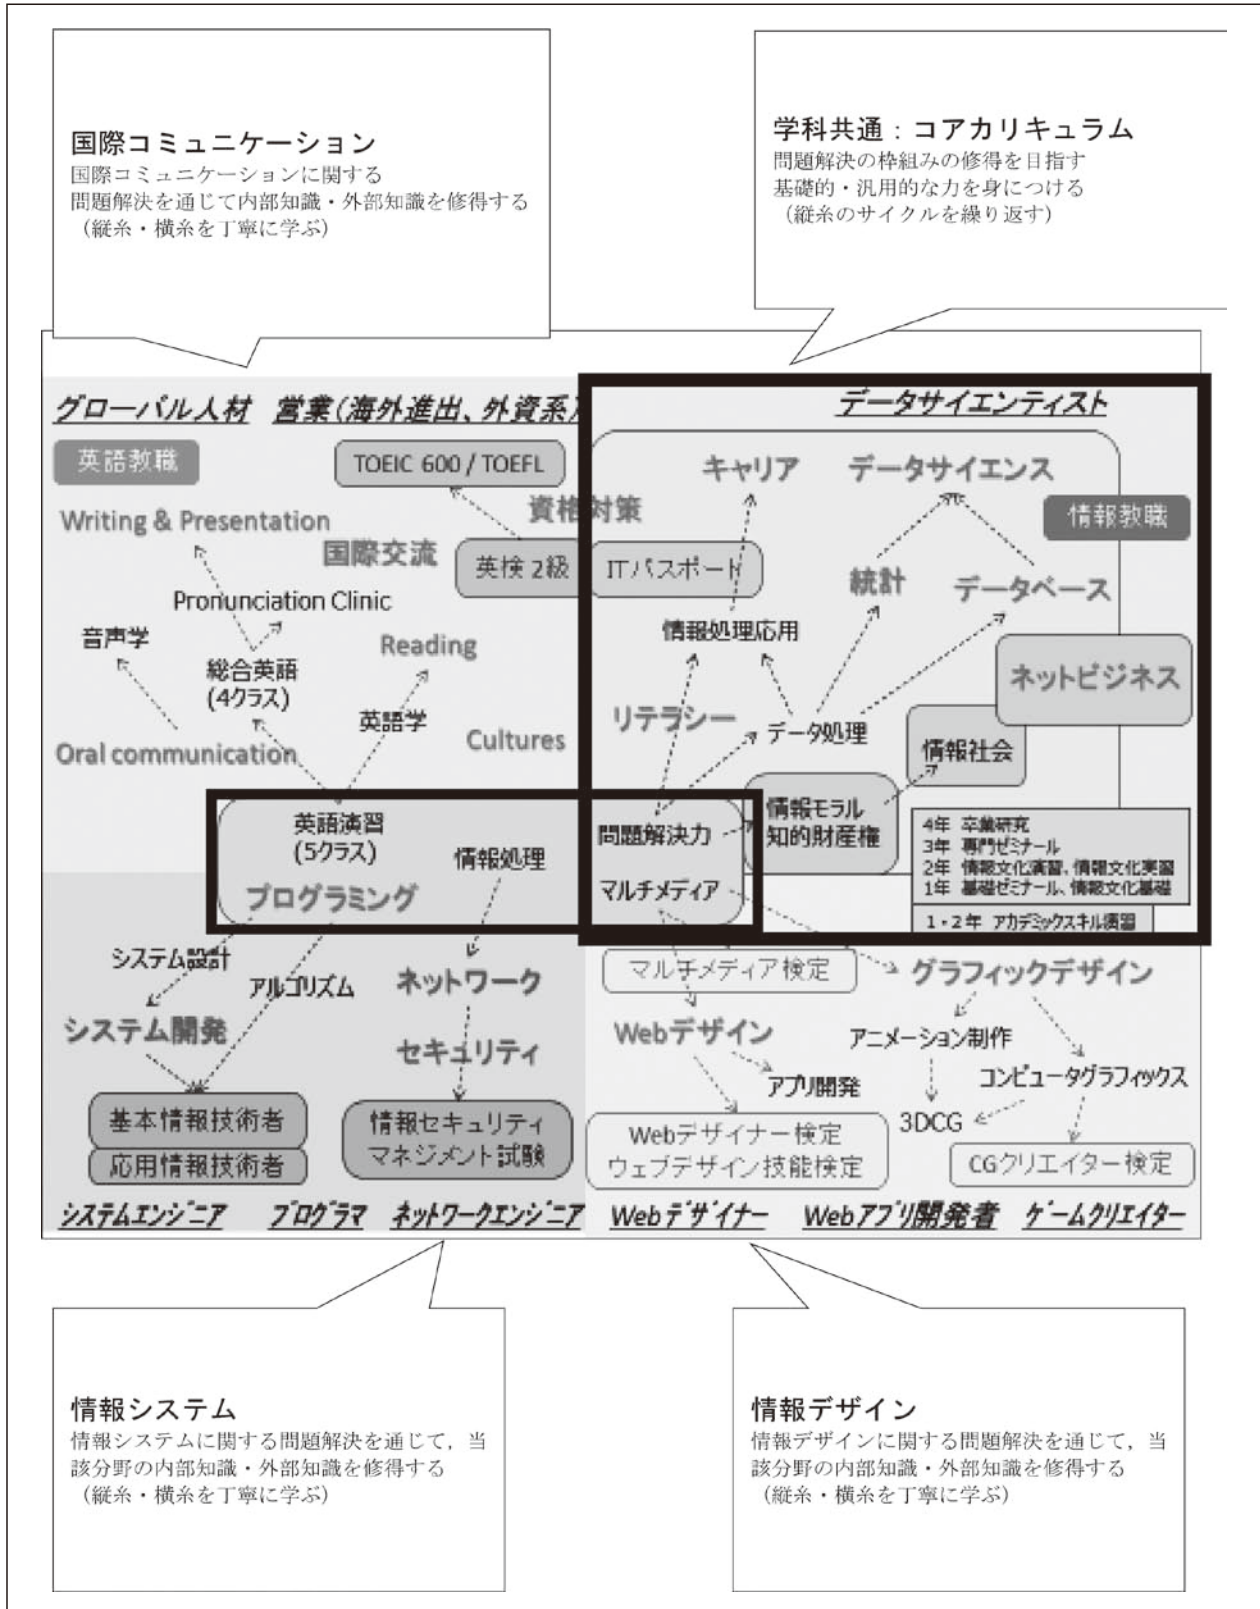 国際コミュニケーション
国際コミュニケーションに関する
問題解決を通じて内部知識・外部知識を修得する
（縦糸・横糸を丁寧に学ぶ）
学科共通：コアカリキュラム
問題解決の枠組みの修得を目指す
基礎的・汎用的な力を身につける
（縦糸のサイクルを繰り返す）
グローバル人材 営業(海外進出、外資系)
英語教職
TOEIC 600 / TOEFL
Writing & Presentation
資格対策
国際交流
英検 2級
ITパスポート
Pronunciation Clinic
音声学
Reading
総合英語
(4クラス)
英語学
Oral communication
Cultures
データサイエンティスト
キャリア
データサイエンス
情報教職
統計
データベース
情報処理応用
ネットビジネス
リテラシー
データ処理
情報社会
英語演習
(5クラス)
情報処理
プログラミング
問題解決力
マルチメディア
情報モラル
知的財産権
4年 卒業研究
3年 専門ゼミナール
2年 情報文化演習、情報文化実習
1年 基礎ゼミナール、情報文化基礎
1・2年 アカデミックスキル演習
システム設計
アルゴリズム
ネットワーク
システム開発
セキュリティ
基本情報技術者
応用情報技術者
情報セキュリティ
マネジメント試験
システムエンジニア プログラマ ネットワークエンジニア
マルチメディア検定
グラフィックデザイン
Webデザイン
アニメーション制作
アプリ開発
コンピュータグラフィックス
3DCG
Webデザイナー検定
ウェブデザイン技能検定
CGクリエイター検定
Webデザイナー Webアプリ開発者 ゲームクリエイター
情報システム
情報システムに関する問題解決を通じて，当
該分野の内部知識・外部知識を修得する
（縦糸・横糸を丁寧に学ぶ）
情報デザイン
情報デザインに関する問題解決を通じて，当
該分野の内部知識・外部知識を修得する
（縦糸・横糸を丁寧に学ぶ）